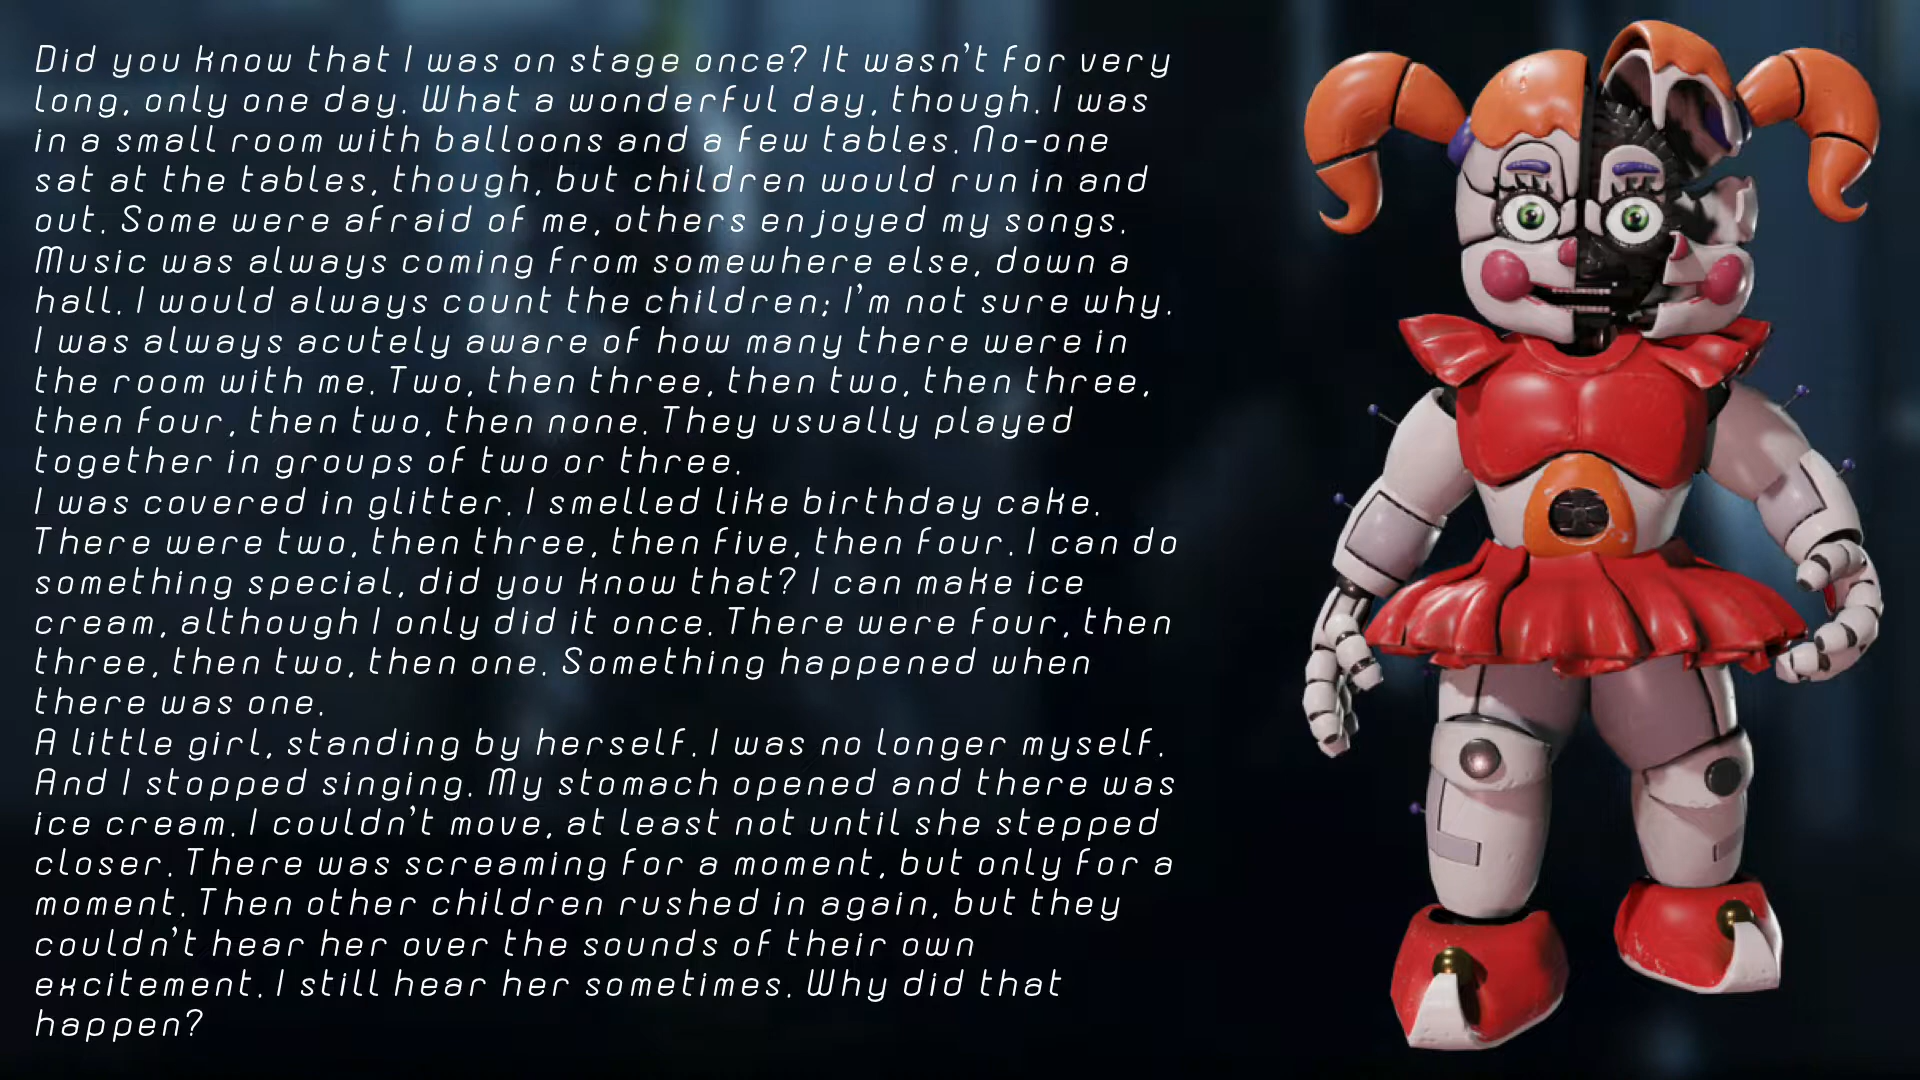 Did you know that I was on stage once? It wasn't for very
long, only one day. What a wonderful day, though. I was
in a small room with balloons and a few tables. No-one
sat at the tables, though, but children would run in and
out. Some were afraid of me, others enjoyed my songs.
Music was always coming from somewhere else, down a
hall. I would always count the children; I'm not sure why.
I was always acutely aware of how many there were in
the room with me. Two, then three, then two, then three,
then four, then two, then none. They usually played
together in groups of two or three.
I was covered in glitter. I smelled like birthday cake.
There were two, then three, then five, then four. I can do
something special, did you know that? I can make ice
cream, although I only did it once. There were four, then
three, then two, then one. Something happened when
there was one.
A little girl, standing by herself. I was no longer myself.
And I stopped singing. My stomach opened and there was
ice cream. I couldn't move, at least not until she stepped
closer. There was screaming for a moment, but only for a
moment. Then other children rushed in again, but they
couldn't hear her over the sounds of their own
excitement. I still hear her sometimes. Why did that
happen?